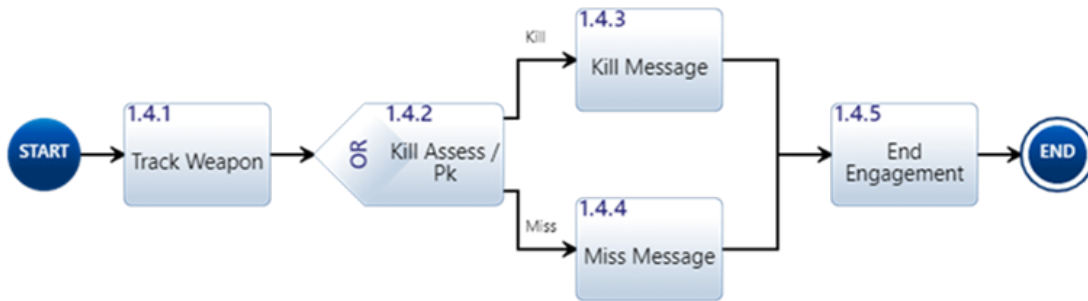 START
1.4.1
Track Weapon
OR
1.4.2
Kill Assess /
Pk
Kill
1.4.3
Kill Message
Miss
1.4.4
Miss Message
1.4.5
End
Engagement
END